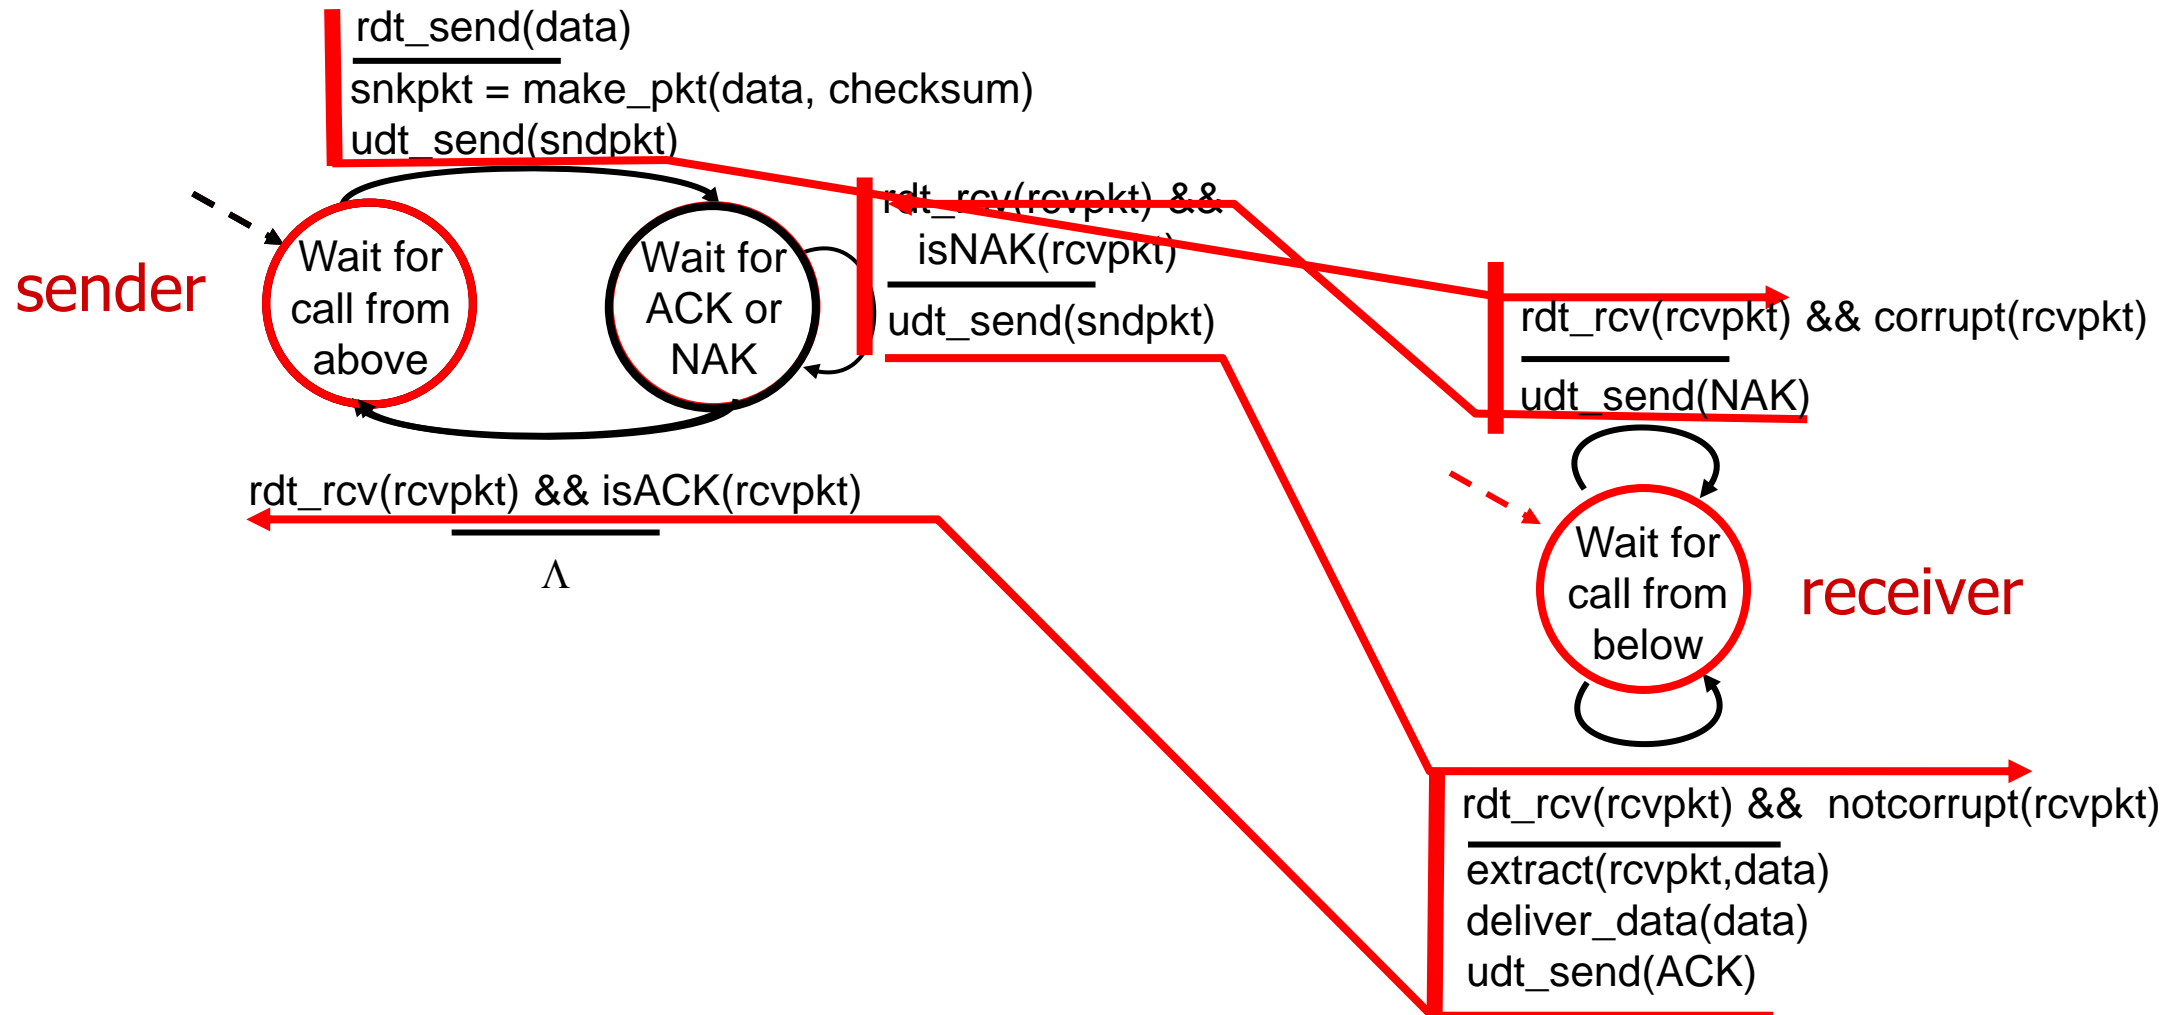 rdt_send(data)
snkpkt = make_pkt(data, checksum)
udt_send(sndpkt)
sender
Wait for
call from
above
Wait for
ACK or
NAK
rdt_rcv(rcvpkt) &&
isNAK(rcvpkt)
udt_send(sndpkt)
rdt_rcv(rcvpkt) && isACK(rcvpkt)
Λ
rdt_rcv(rcvpkt) && corrupt(rcvpkt)
udt_send(NAK)
Wait for
call from
below
receiver
rdt_rcv(rcvpkt) && notcorrupt(rcvpkt)
extract(rcvpkt,data)
deliver_data(data)
udt_send(ACK)